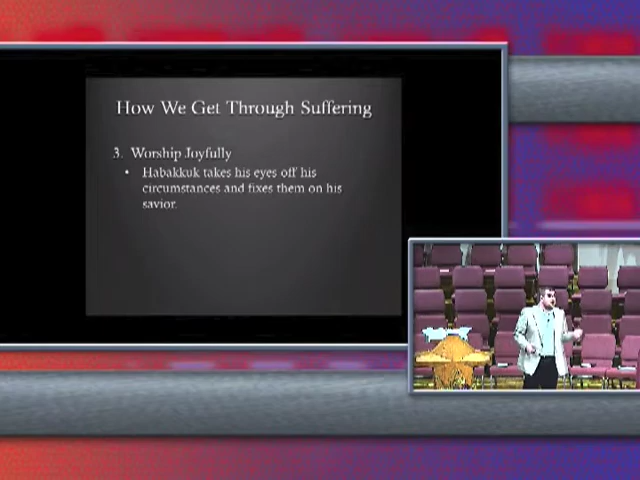 How We Get Through Suffering
3. Worship Joyfully
• Habakkuk takes his eyes off his
circumstances and fixes them on his
savior.